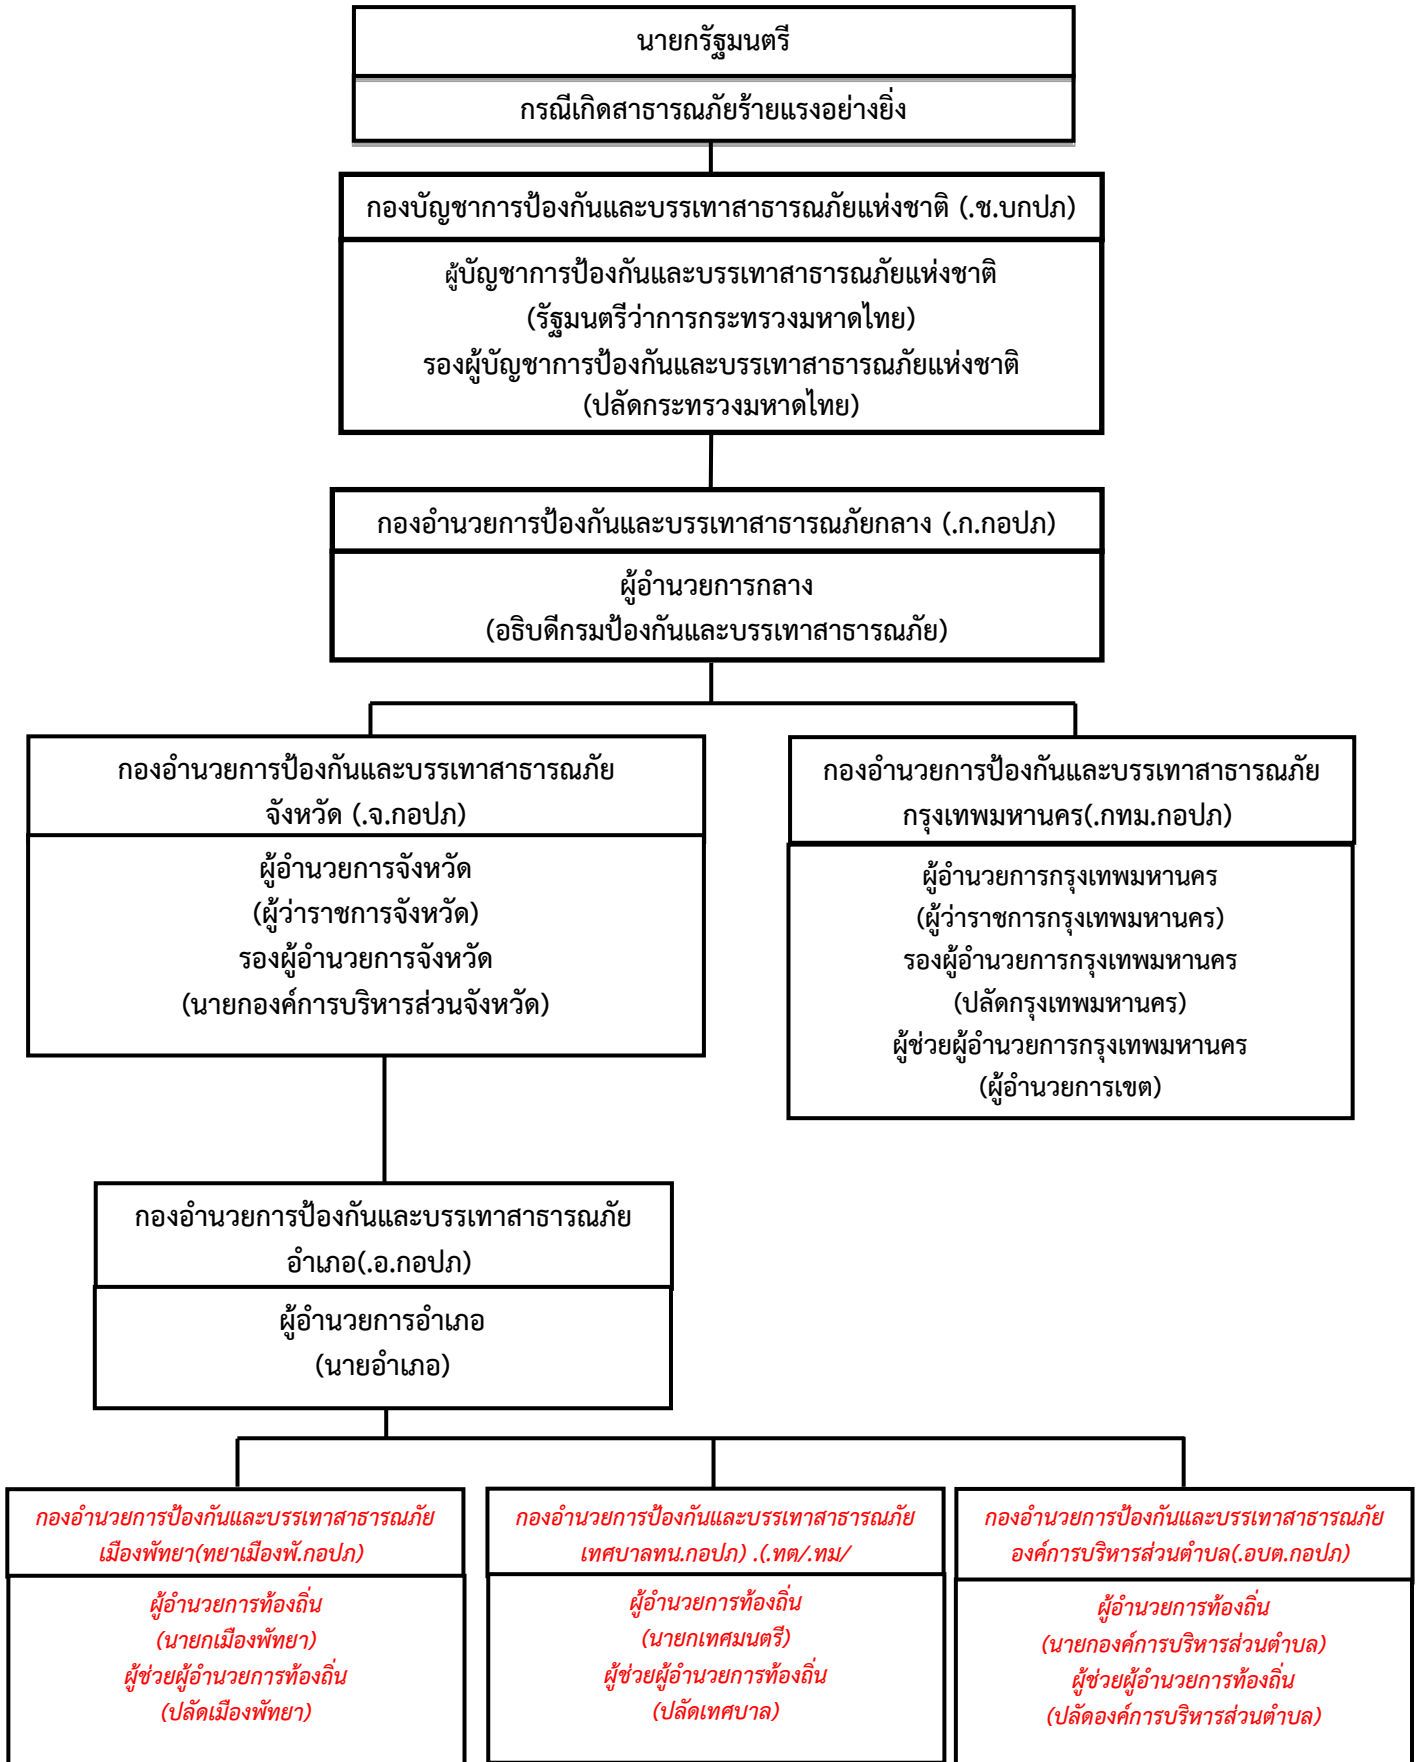 นายกรัฐมนตรี
กรณีเกิดสาธารณภัยร้ายแรงอย่างยิ่ง
กองบัญชาการป้องกันและบรรเทาสาธารณภัยแห่งชาติ (.ช.บกปภ)
ผู้บัญชาการป้องกันและบรรเทาสาธารณภัยแห่งชาติ
(รัฐมนตรีว่าการกระทรวงมหาดไทย)
รองผู้บัญชาการป้องกันและบรรเทาสาธารณภัยแห่งชาติ
(ปลัดกระทรวงมหาดไทย)
กองอำนวยการป้องกันและบรรเทาสาธารณภัยกลาง (.ก.กอปภ)
ผู้อำนวยการกลาง
(อธิบดีกรมป้องกันและบรรเทาสาธารณภัย)
กองอำนวยการป้องกันและบรรเทาสาธารณภัย
จังหวัด (.จ.กอปภ)
ผู้อำนวยการจังหวัด
(ผู้ว่าราชการจังหวัด)
รองผู้อำนวยการจังหวัด
(นายกองค์การบริหารส่วนจังหวัด)
กองอำนวยการป้องกันและบรรเทาสาธารณภัย
กรุงเทพมหานคร(.กทม.กอปภ)
ผู้อำนวยการกรุงเทพมหานคร
(ผู้ว่าราชการกรุงเทพมหานคร)
รองผู้อำนวยการกรุงเทพมหานคร
(ปลัดกรุงเทพมหานคร)
ผู้ช่วยผู้อำนวยการกรุงเทพมหานคร
(ผู้อำนวยการเขต)
กองอำนวยการป้องกันและบรรเทาสาธารณภัย
อำเภอ(.อ.กอปภ)
ผู้อำนวยการอำเภอ
(นายอำเภอ)
กองอำนวยการป้องกันและบรรเทาสาธารณภัย
เมืองพัทยา(ทยาเมืองพั.กอปภ)
ผู้อำนวยการท้องถิ่น
(นายกเมืองพัทยา)
ผู้ช่วยผู้อำนวยการท้องถิ่น
(ปลัดเมืองพัทยา)
กองอำนวยการป้องกันและบรรเทาสาธารณภัย
เทศบาลทน.กอปภ) .(.ทต/.ทม/
ผู้อำนวยการท้องถิ่น
(นายกเทศมนตรี)
ผู้ช่วยผู้อำนวยการท้องถิ่น
(ปลัดเทศบาล)
กองอำนวยการป้องกันและบรรเทาสาธารณภัย
องค์การบริหารส่วนตำบล(.อบต.กอปภ)
ผู้อำนวยการท้องถิ่น
(นายกองค์การบริหารส่วนตำบล)
ผู้ช่วยผู้อำนวยการท้องถิ่น
(ปลัดองค์การบริหารส่วนตำบล)